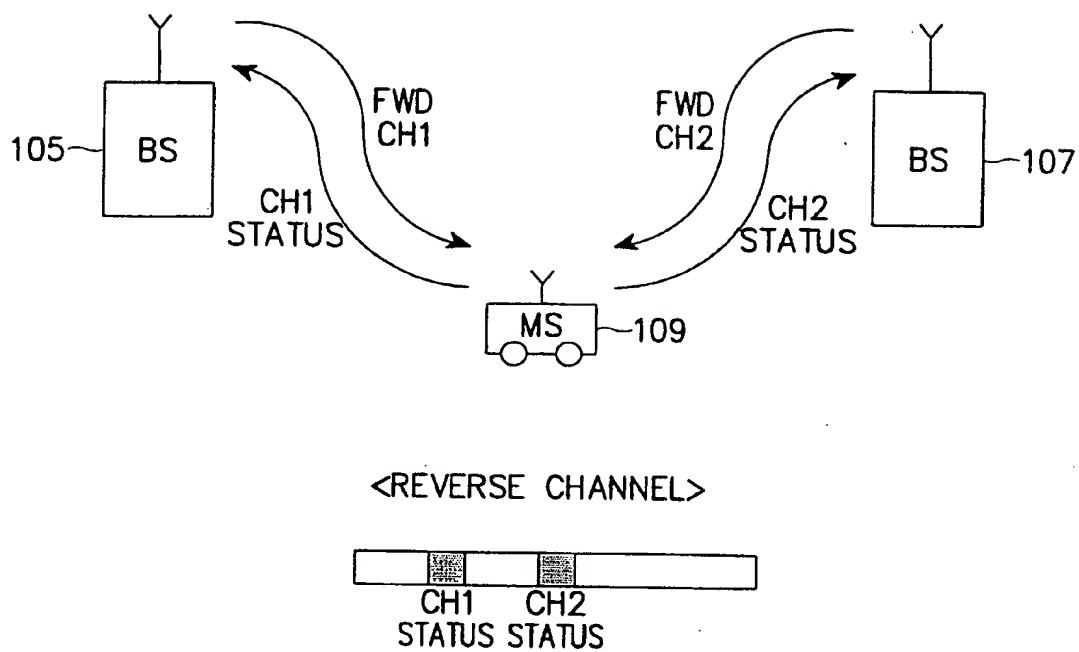 FWD
CH1
FWD
CH2
105
BS
BS
107
CH1
STATUS
CH2
STATUS
MS
109
<REVERSE CHANNEL>
CH1 CH2
STATUS STATUS